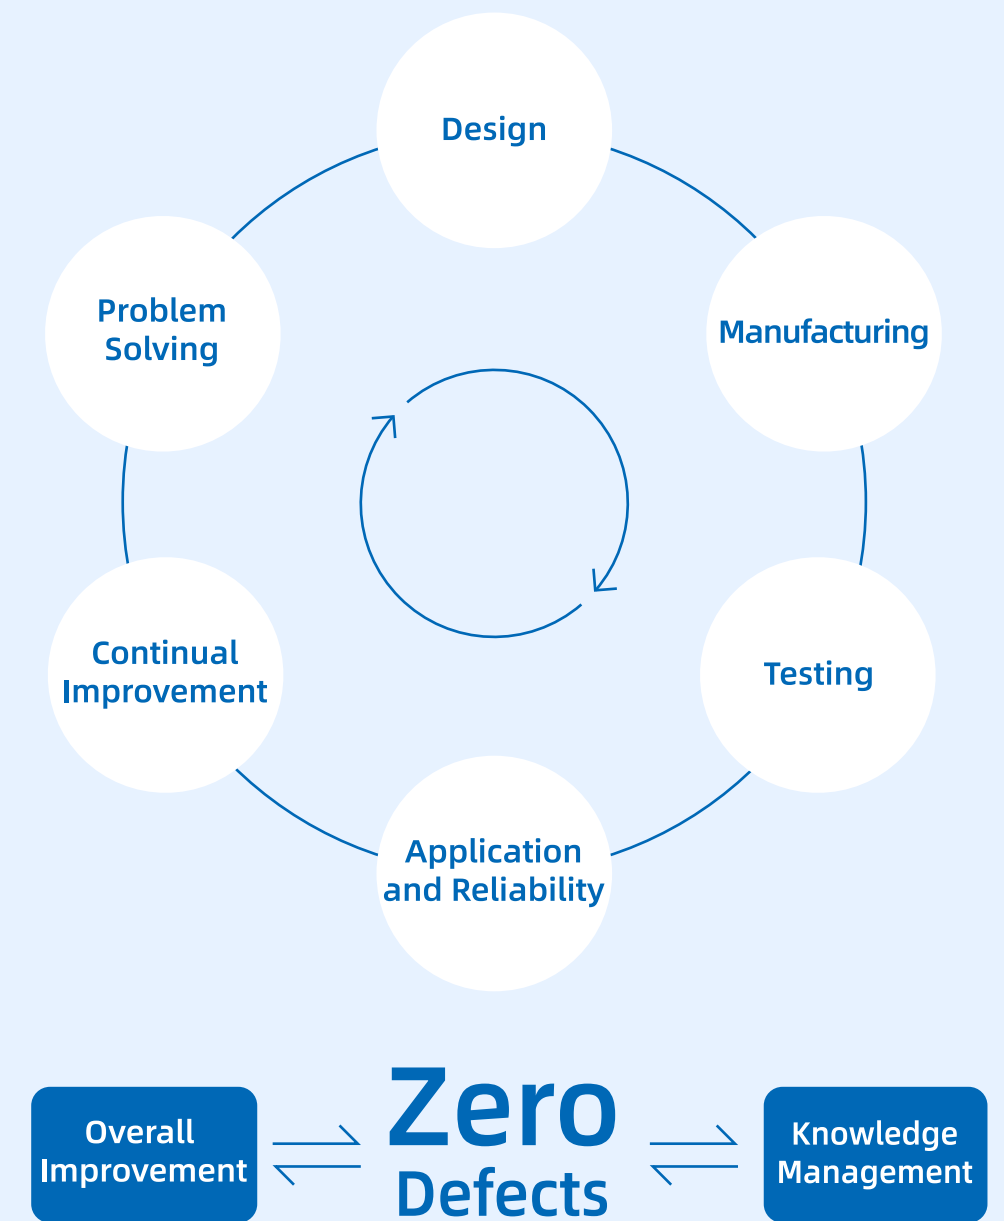 Design
Manufacturing
Testing
Application
and Reliability
Continual
Improvement
Problem
Solving
Overall
Improvement
Zero
Defects
Knowledge
Management